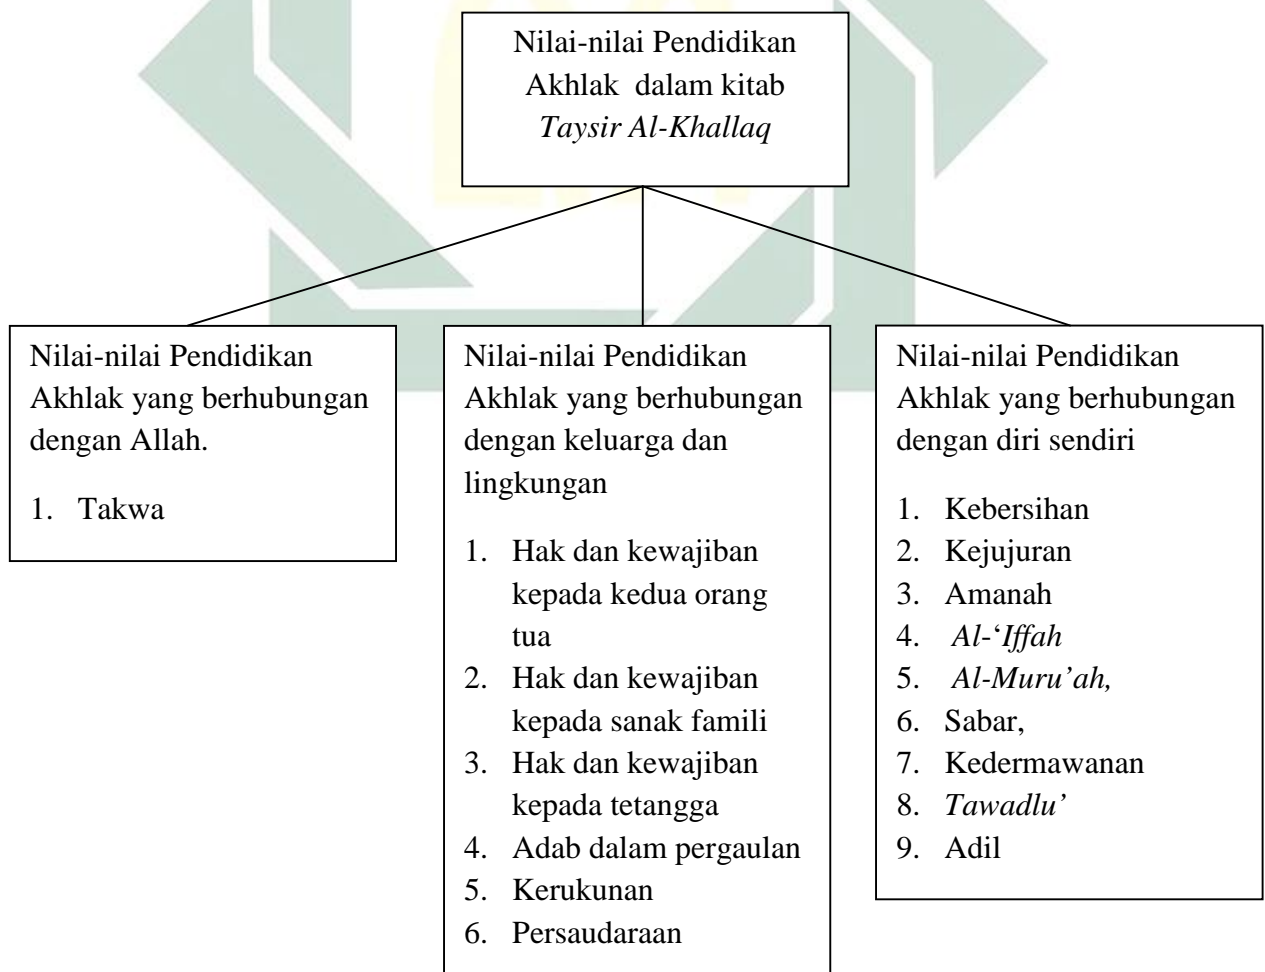 Nilai-nilai Pendidikan
Akhlak  dalam kitab
Taysir Al-Khallaq
Nilai-nilai Pendidikan
Akhlak yang berhubungan
dengan Allah.
1. Takwa
Nilai-nilai Pendidikan
Akhlak yang berhubungan
dengan keluarga dan
lingkungan
1. Hak dan kewajiban
kepada kedua orang
tua
2. Hak dan kewajiban
kepada sanak famili
3. Hak dan kewajiban
kepada tetangga
4. Adab dalam pergaulan
5. Kerukunan
6. Persaudaraan
Nilai-nilai Pendidikan
Akhlak yang berhubungan
dengan diri sendiri
1. Kebersihan
2. Kejujuran
3. Amanah
4. Al-‘Iffah
5. Al-Muru’ah,
6. Sabar,
7. Kedermawanan
8. Tawadlu’
9. Adil